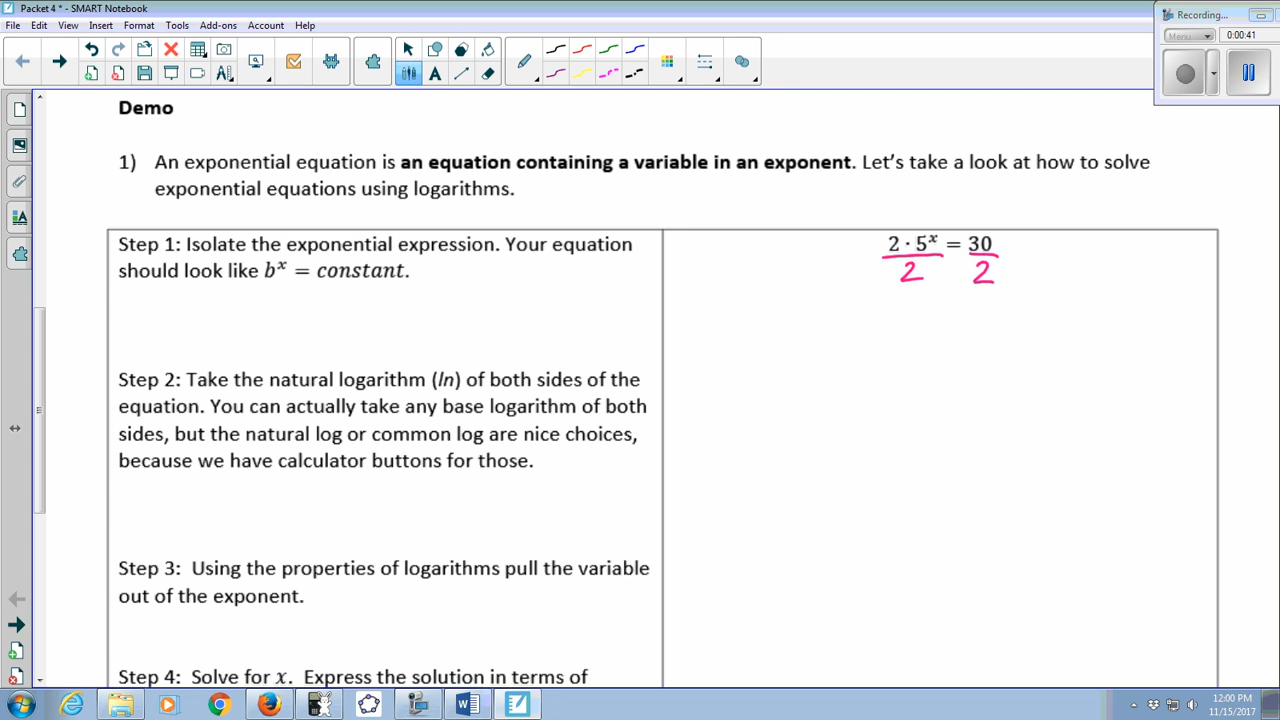 Packet 4 * - SMART Notebook
File Edit View Insert Format Tools Add-ons Account Help
Recording...
Menu
0:00:41
Demo
1) An exponential equation is an equation containing a variable in an exponent. Let's take a look at how to solve
exponential equations using logarithms.
Step 1: Isolate the exponential expression. Your equation
should look like bˣ = constant.
2 · 5ˣ = 30
2 2
Step 2: Take the natural logarithm (ln) of both sides of the
equation. You can actually take any base logarithm of both
sides, but the natural log or common log are nice choices,
because we have calculator buttons for those.
Step 3: Using the properties of logarithms pull the variable
out of the exponent.
Step 4: Solve for x. Express the solution in terms of
12:00 PM
11/15/2017